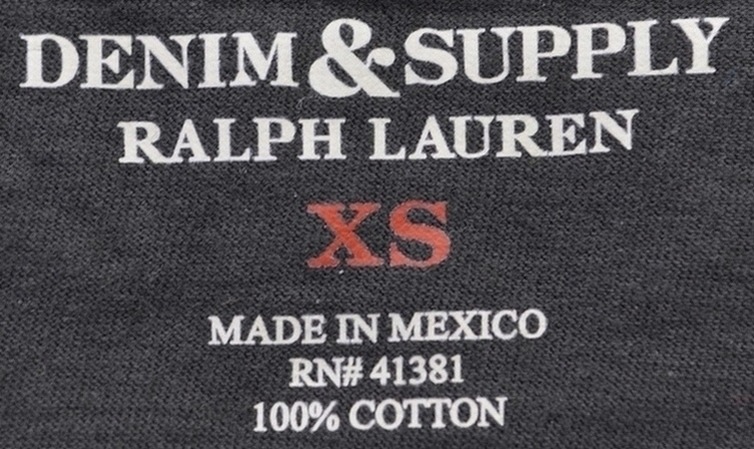 DENIM & SUPPLY
RALPH LAUREN
XS
MADE IN MEXICO
RN# 41381
100% COTTON